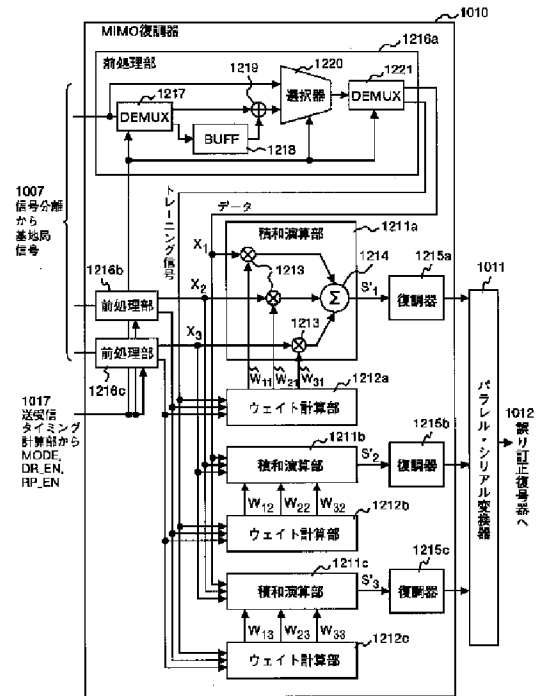 1010
MIMO復調器
1216a
前処理部
1219
1220
1221
1217
DEMUX
選択器
DEMUX
BUFF
1218
トレーニング信号
データ
1007
信号分離
から
基地局
信号
積和演算部
1211a
X1
1213
1214
1215a
1011
1216b
前処理部
X2
Σ
S'1
復調器
X3
1213
前処理部
1216c
W11
W21
W31
1212a
ウェイト計算部
1017
送受信
タイミング
計算部から
MODE,
DR_EN,
RP_EN
1211b
積和演算部
S'2
1215b
復調器
W12
W22
W32
1212b
ウェイト計算部
1211c
積和演算部
S'3
1215c
復調器
W13
W23
W33
1212c
ウェイト計算部
パラレル・シリアル変換器
1012
誤り訂正復号器へ